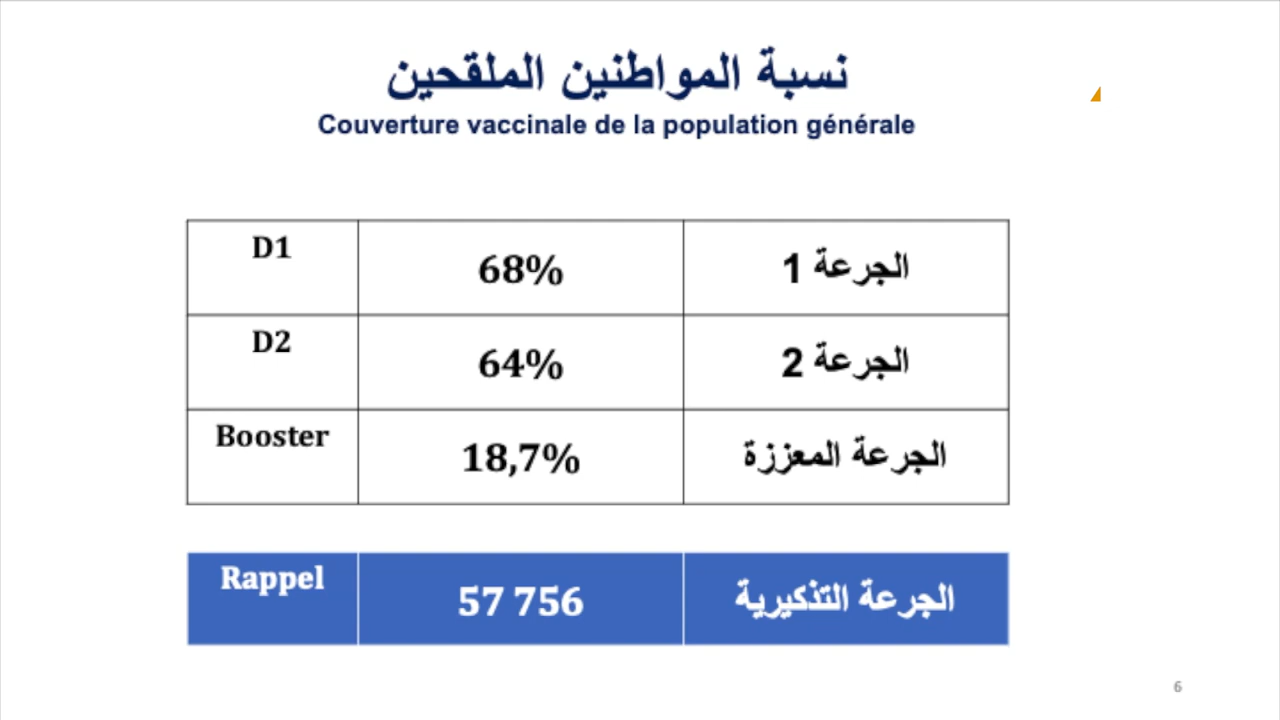 نسبة المواطنين الملقحين
Couverture vaccinale de la population générale
D1 68% الجرعة 1
D2 64% الجرعة 2
Booster 18,7% الجرعة المعززة
Rappel 57 756 الجرعة التذكيرية
6